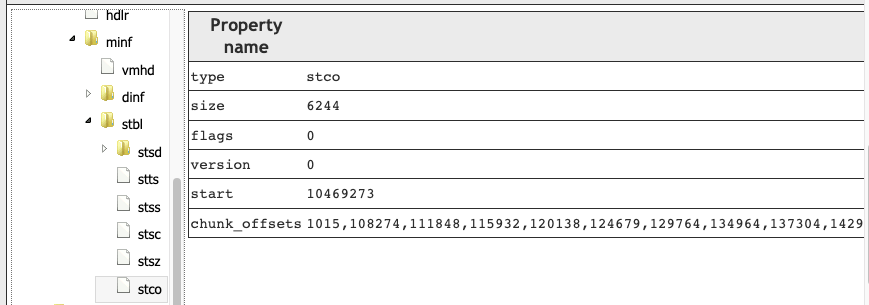 hdlr
minf
vmhd
dinf
stbl
stsd
stts
stss
stsc
stsz
stco
Property
name
type stco
size 6244
flags 0
version 0
start 10469273
chunk_offsets 1015,108274,111848,115932,120138,124679,129764,134964,137304,1429